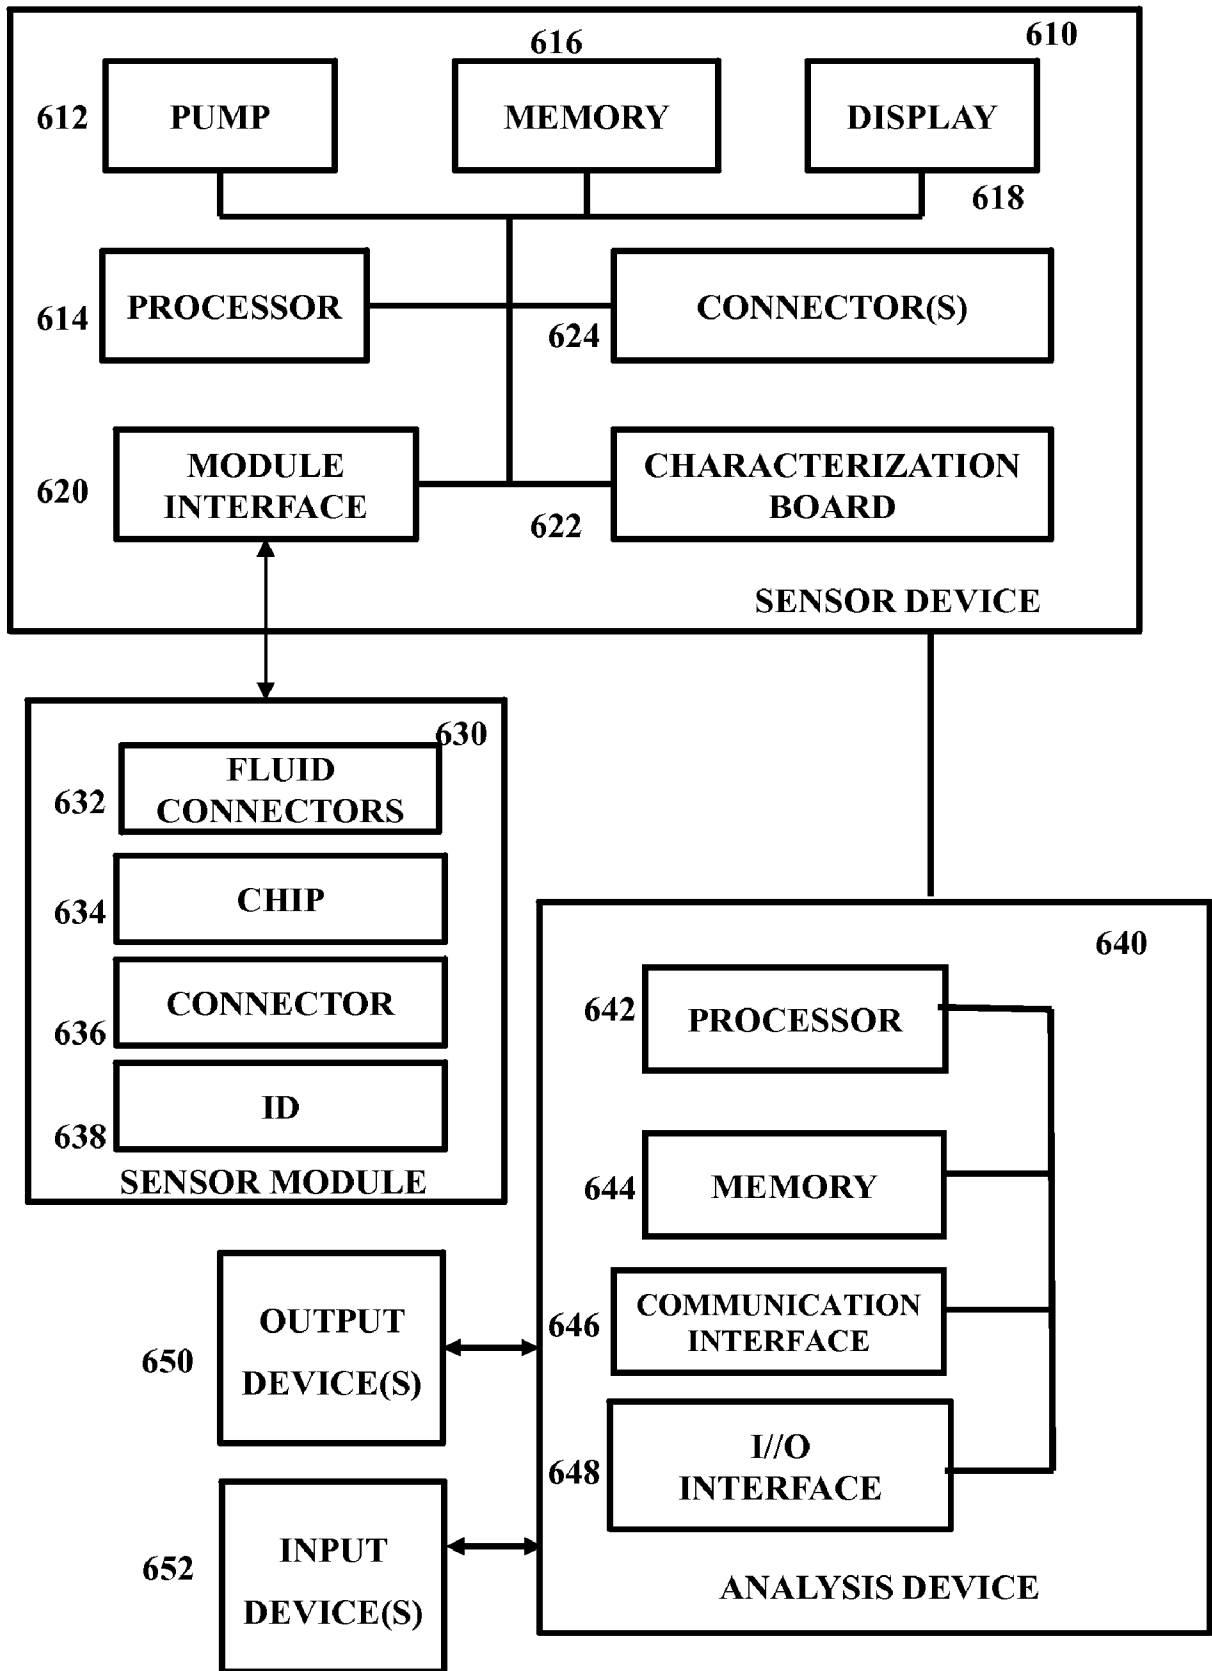 610
616
612
PUMP
MEMORY
DISPLAY
618
PROCESSOR
614
CONNECTOR(S)
624
MODULE
INTERFACE
620
CHARACTERIZATION
BOARD
622
SENSOR DEVICE
630
FLUID
CONNECTORS
632
CHIP
634
CONNECTOR
636
ID
638
SENSOR MODULE
640
642
PROCESSOR
644
MEMORY
COMMUNICATION
INTERFACE
646
I//O
INTERFACE
648
ANALYSIS DEVICE
OUTPUT
DEVICE(S)
650
INPUT
DEVICE(S)
652